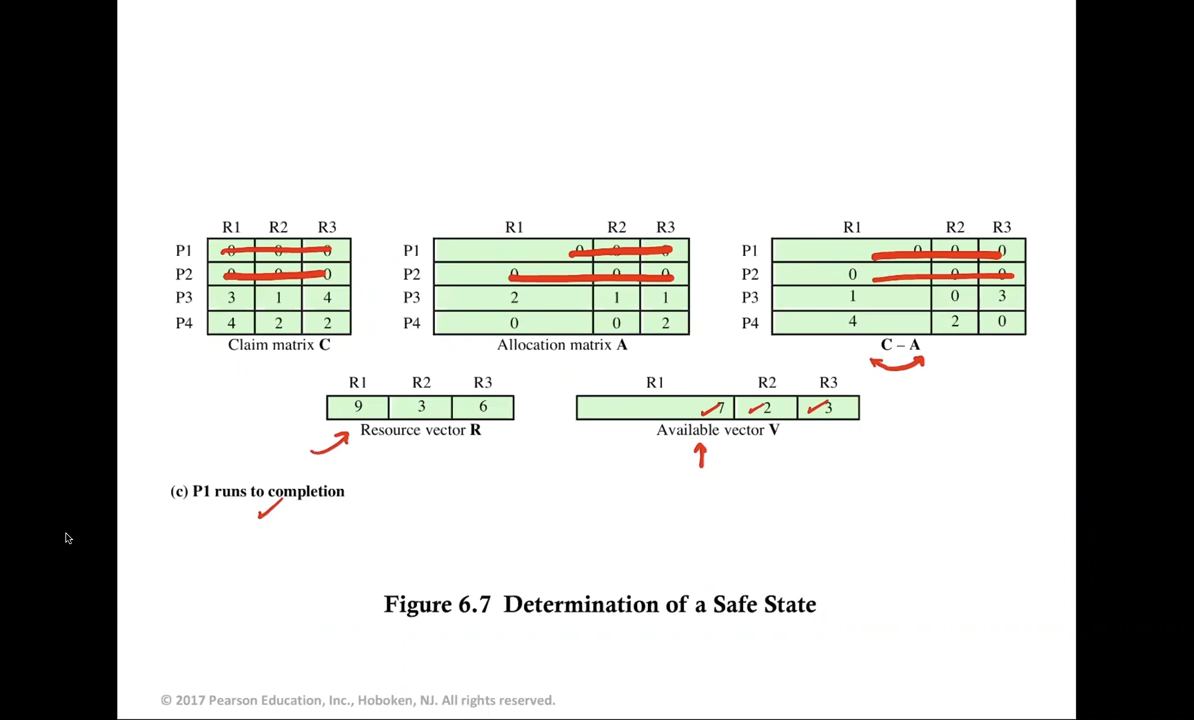 R1 R2 R3 R1 R2 R3 R1 R2 R3
P1 0 0 0 P1 0 0 0 P1 0 0 0
P2 0 0 0 P2 0 0 0 P2 0 0 0
P3 3 1 4 P3 2 1 1 P3 1 0 3
P4 4 2 2 P4 0 0 2 P4 4 2 0
Claim matrix C Allocation matrix A C – A
R1 R2 R3 R1 R2 R3
9 3 6 7 2 3
Resource vector R Available vector V
(c) P1 runs to completion
Figure 6.7 Determination of a Safe State
© 2017 Pearson Education, Inc., Hoboken, NJ. All rights reserved.